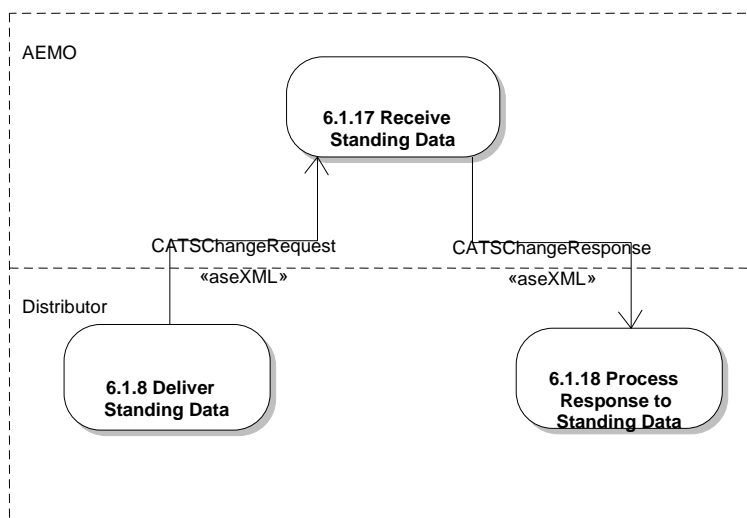 AEMO
6.1.17 Receive
Standing Data
CATSChangeRequest
«aseXML»
CATSChangeResponse
«aseXML»
Distributor
6.1.8 Deliver
Standing Data
6.1.18 Process
Response to
Standing Data